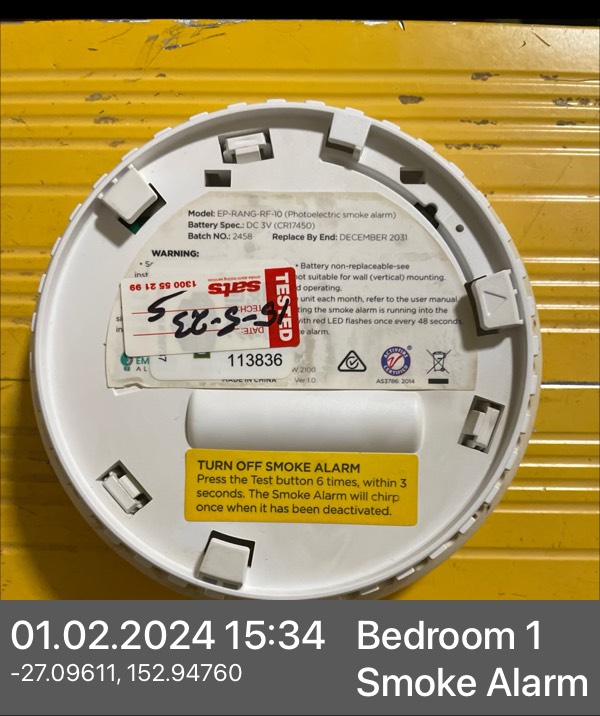 Model: EP-RANG-RF-10 (Photoelectric smoke alarm)
Battery Spec.: DC 3V (CR17450)
Batch NO.: 2458 Replace By End: DECEMBER 2031
WARNING:
• Battery non-replaceable-see
not suitable for wall (vertical) mounting.
operating.
unit each month, refer to the user manual
the smoke alarm is running into the
with red LED flashes once every 48 seconds
alarm.
TESTED
sats
1300 55 21 99
TECH:
5
DATE:
-5-23
113836
MADE IN CHINA
Ver 1.0
AS3786: 2014
TURN OFF SMOKE ALARM
Press the Test button 6 times, within 3
seconds. The Smoke Alarm will chirp
once when it has been deactivated.
01.02.2024 15:34
-27.09611, 152.94760
Bedroom 1
Smoke Alarm